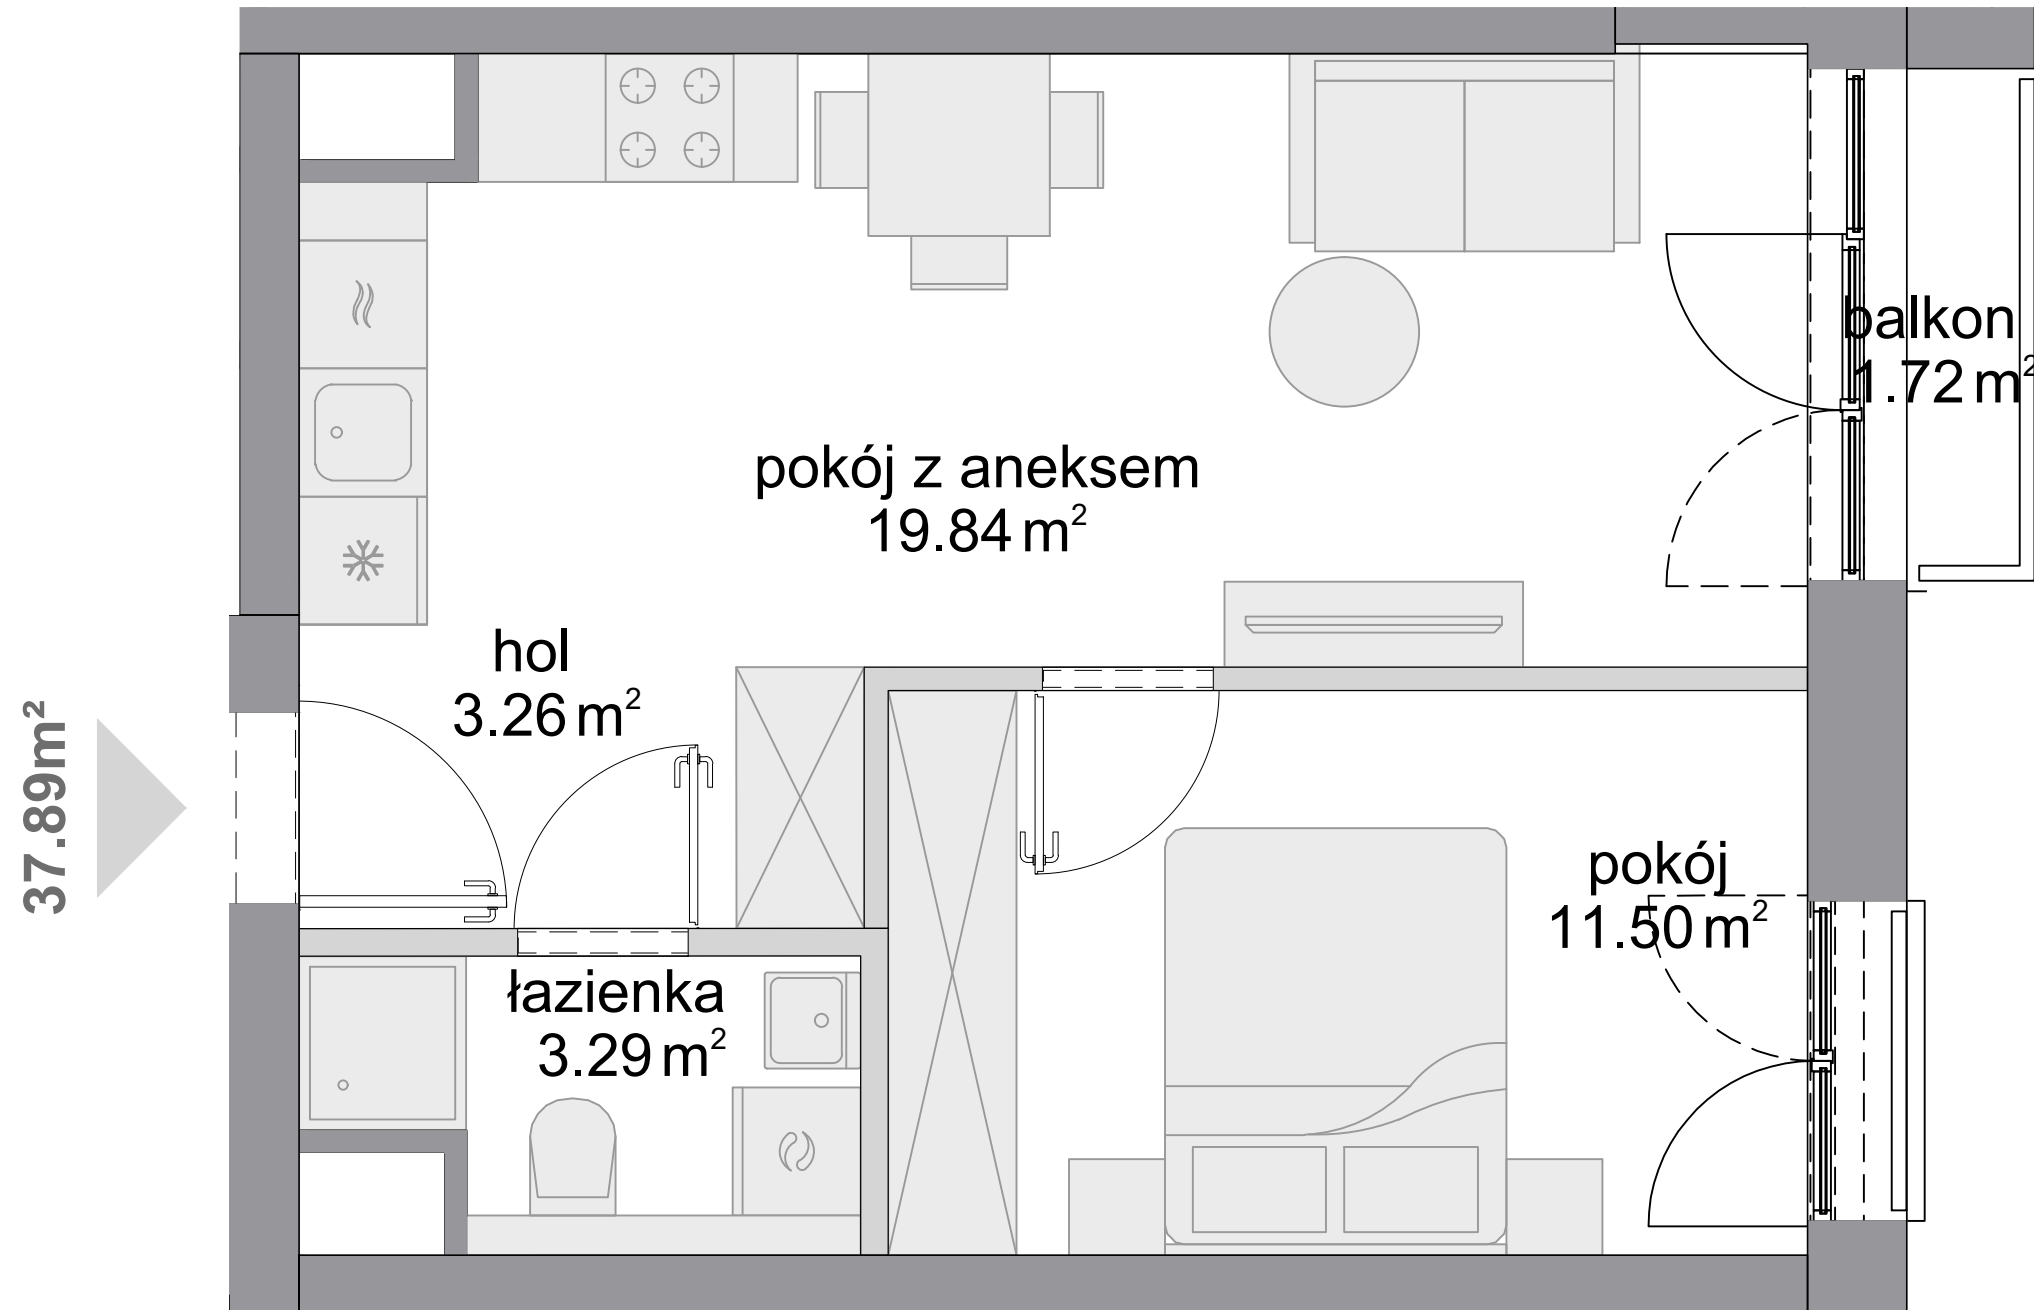 balkon
1.72 m²
pokój z aneksem
19.84 m²
hol
3.26 m²
37.89m²
pokój
11.50 m²
łazienka
3.29 m²